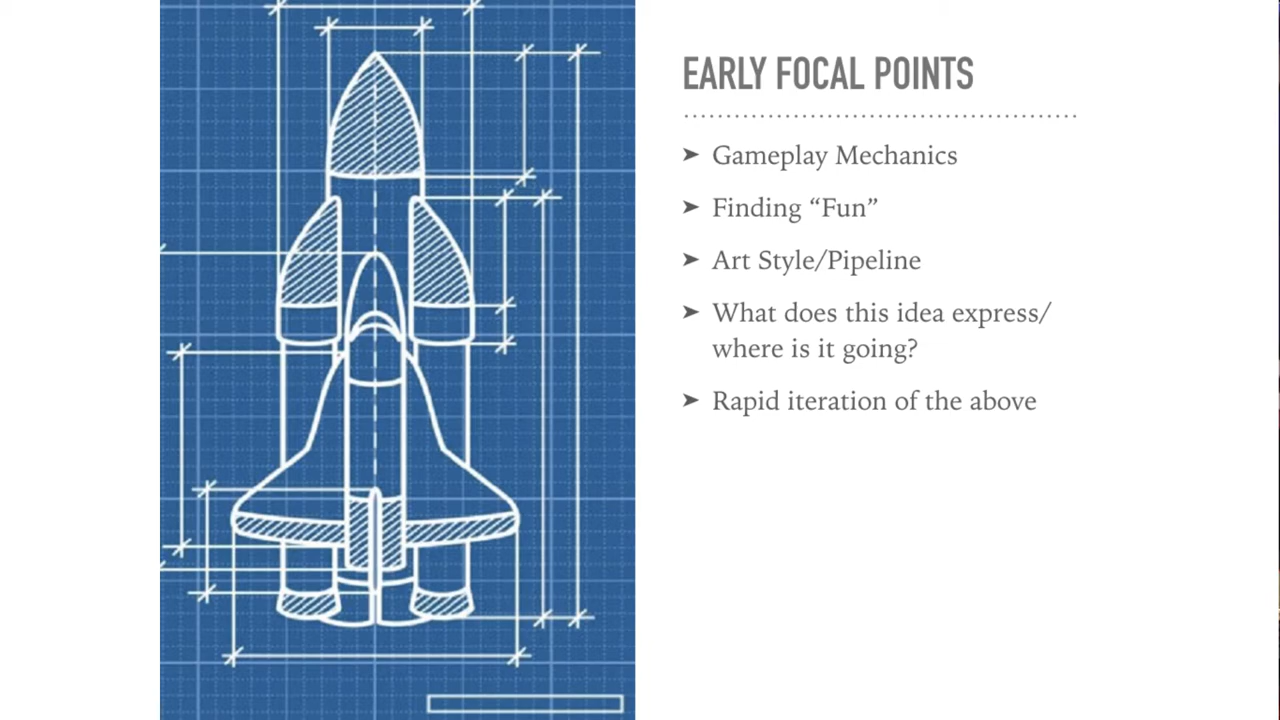 EARLY FOCAL POINTS
➤ Gameplay Mechanics
➤ Finding “Fun”
➤ Art Style/Pipeline
➤ What does this idea express/
where is it going?
➤ Rapid iteration of the above